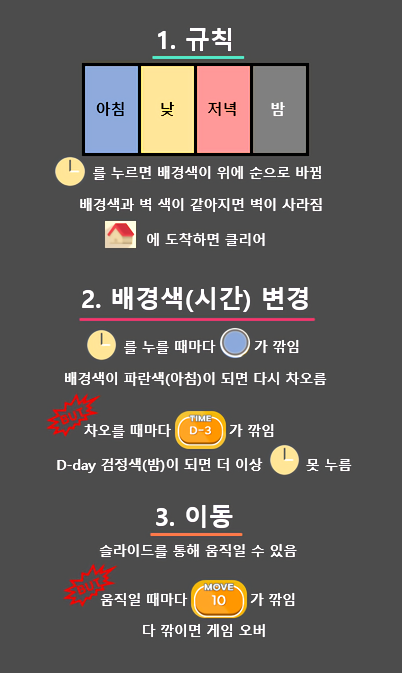 1. 규칙
아침 낮 저녁 밤
를 누르면 배경색이 위에 순으로 바뀜
배경색과 벽 색이 같아지면 벽이 사라짐
에 도착하면 클리어
2. 배경색(시간) 변경
를 누를 때마다 가 깎임
배경색이 파란색(아침)이 되면 다시 차오름
BUT!
차오를 때마다 TIME D-3 가 깎임
D-day 검정색(밤)이 되면 더 이상 못 누름
3. 이동
슬라이드를 통해 움직일 수 있음
BUT!
움직일 때마다 MOVE 10 가 깎임
다 깎이면 게임 오버